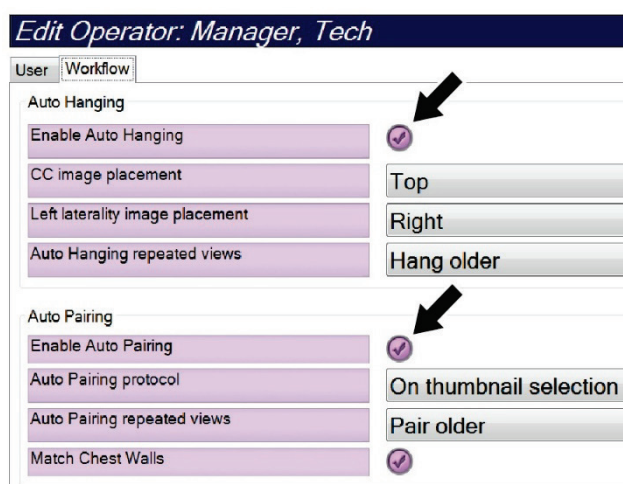 Edit Operator: Manager, Tech
User Workflow
Auto Hanging
Enable Auto Hanging
CC image placement Top
Left laterality image placement Right
Auto Hanging repeated views Hang older
Auto Pairing
Enable Auto Pairing
Auto Pairing protocol On thumbnail selection
Auto Pairing repeated views Pair older
Match Chest Walls